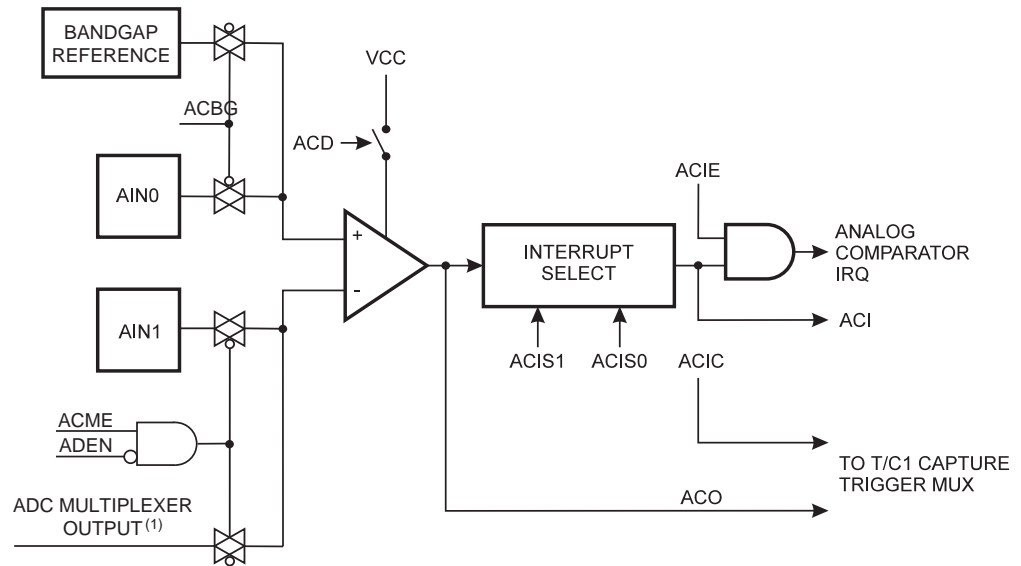 BANDGAP
REFERENCE
VCC
ACBG
ACD
AIN0
ACIE
+
INTERRUPT
SELECT
ANALOG
COMPARATOR
IRQ
-
AIN1
ACI
ACIS1
ACIS0
ACIC
ACME
ADEN
TO T/C1 CAPTURE
TRIGGER MUX
ACO
ADC MULTIPLEXER
OUTPUT (1)